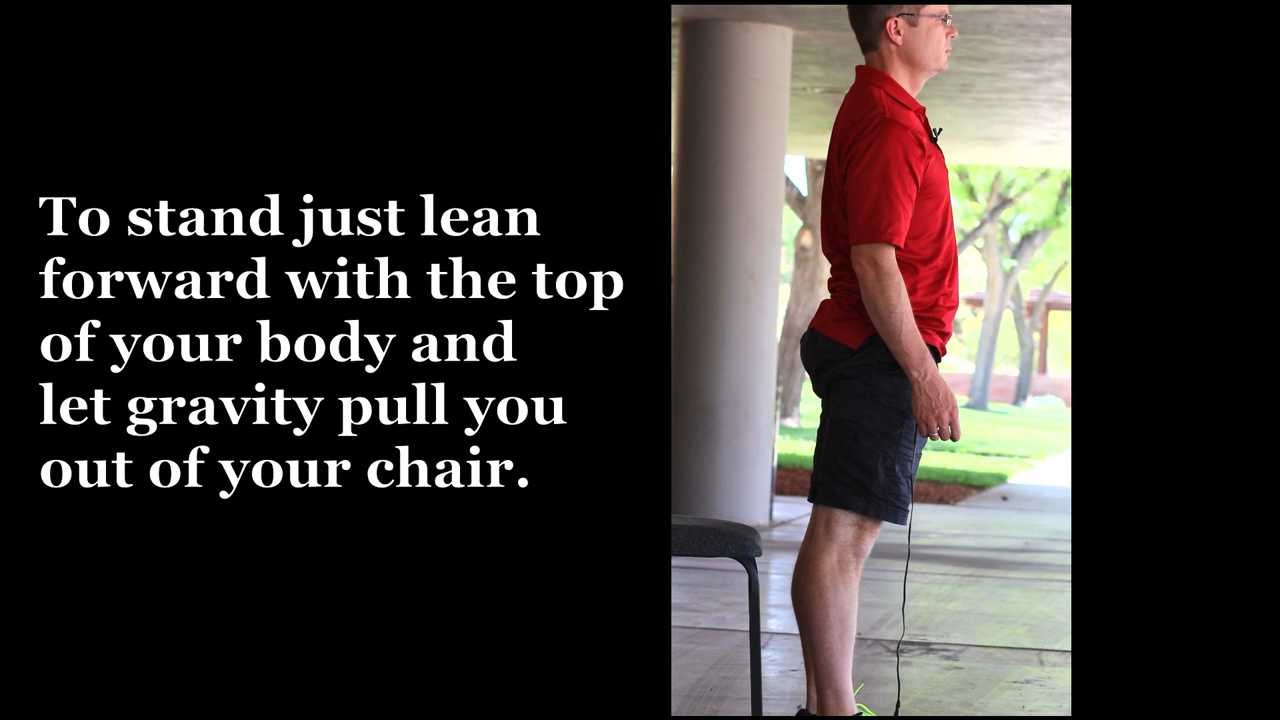 To stand just lean
forward with the top
of your body and
let gravity pull you
out of your chair.